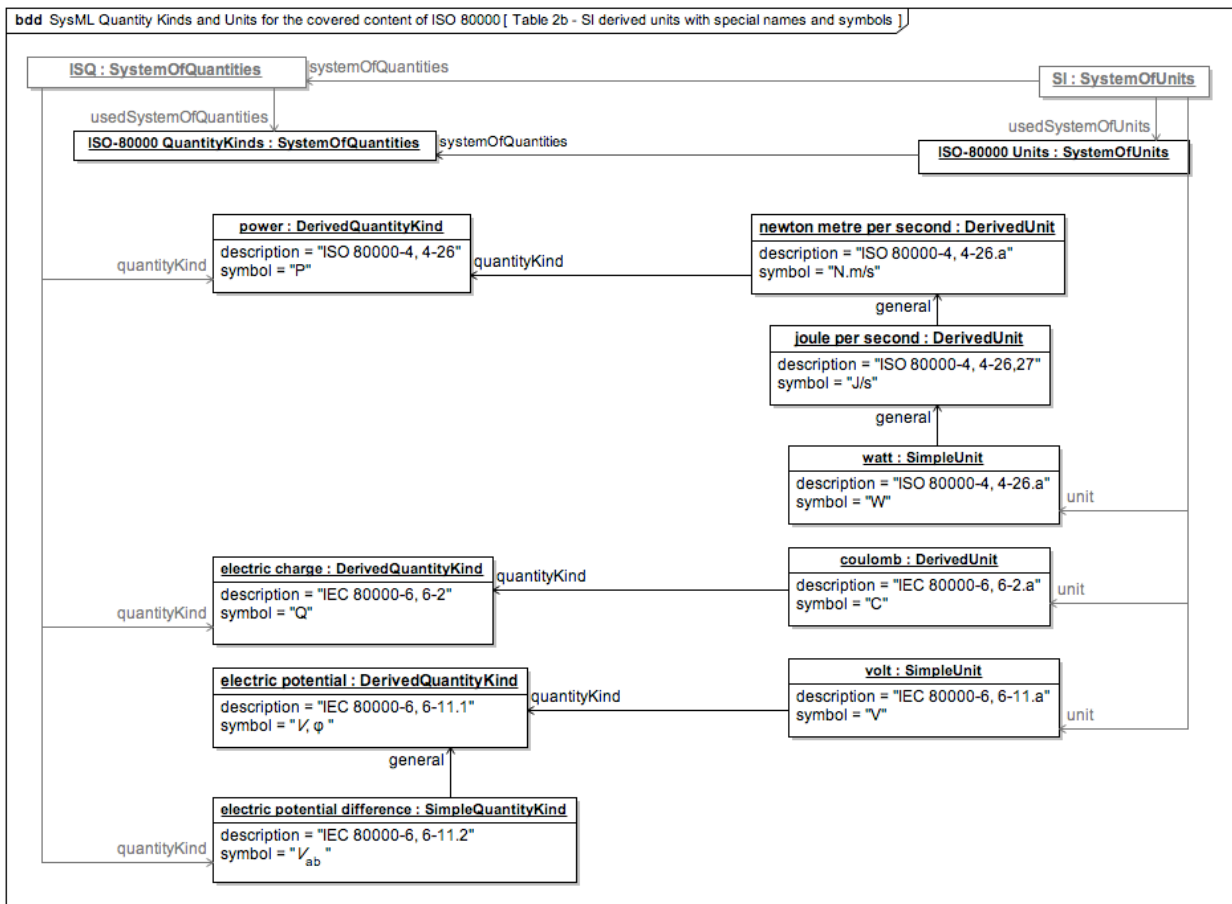 bdd SysML Quantity Kinds and Units for the covered content of ISO 80000 [ Table 2b - SI derived units with special names and symbols ]
ISQ : SystemOfQuantities
systemOfQuantities
SI : SystemOfUnits
usedSystemOfQuantities
usedSystemOfUnits
ISO-80000 QuantityKinds : SystemOfQuantities
systemOfQuantities
ISO-80000 Units : SystemOfUnits
power : DerivedQuantityKind
description = "ISO 80000-4, 4-26"
symbol = "P"
quantityKind
quantityKind
newton metre per second : DerivedUnit
description = "ISO 80000-4, 4-26.a"
symbol = "N.m/s"
general
joule per second : DerivedUnit
description = "ISO 80000-4, 4-26,27"
symbol = "J/s"
general
watt : SimpleUnit
description = "ISO 80000-4, 4-26.a"
symbol = "W"
unit
electric charge : DerivedQuantityKind
description = "IEC 80000-6, 6-2"
symbol = "Q"
quantityKind
quantityKind
coulomb : DerivedUnit
description = "IEC 80000-6, 6-2.a"
symbol = "C"
unit
electric potential : DerivedQuantityKind
description = "IEC 80000-6, 6-11.1"
symbol = "V, φ "
quantityKind
volt : SimpleUnit
description = "IEC 80000-6, 6-11.a"
symbol = "V"
unit
general
electric potential difference : SimpleQuantityKind
description = "IEC 80000-6, 6-11.2"
symbol = "Vab "
quantityKind